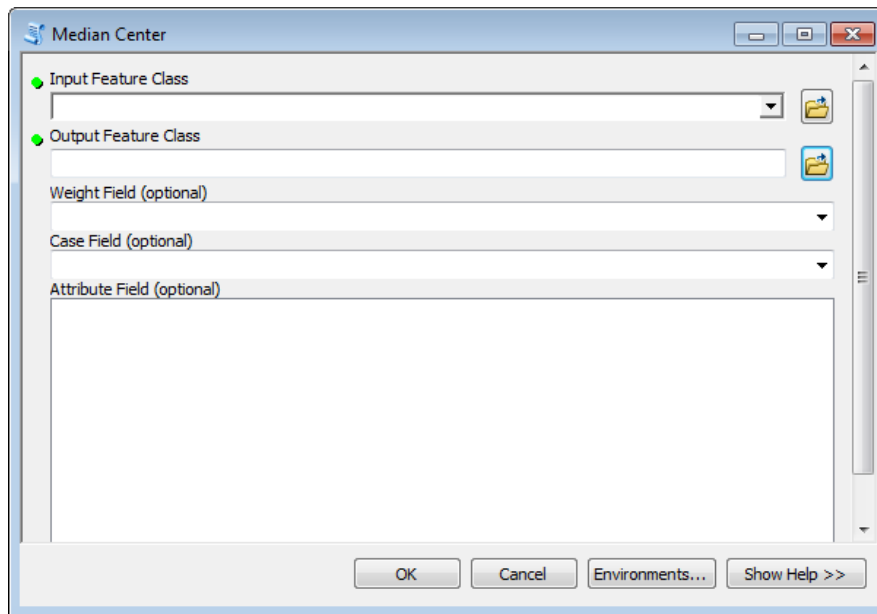 Median Center
Input Feature Class
Output Feature Class
Weight Field (optional)
Case Field (optional)
Attribute Field (optional)
OK Cancel Environments... Show Help >>